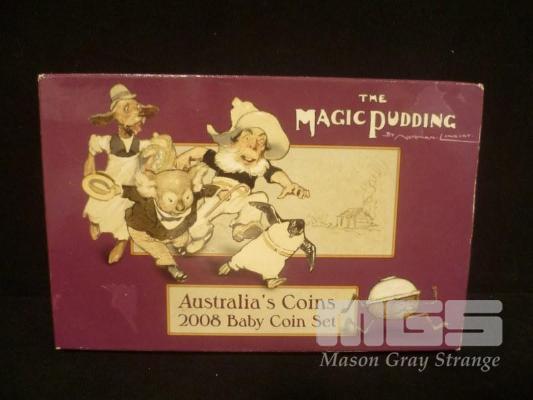 THE
MAGIC PUDDING
BY NORMAN LINDSAY.
Australia's Coins
2008 Baby Coin Set
MGS
Mason Gray Strange